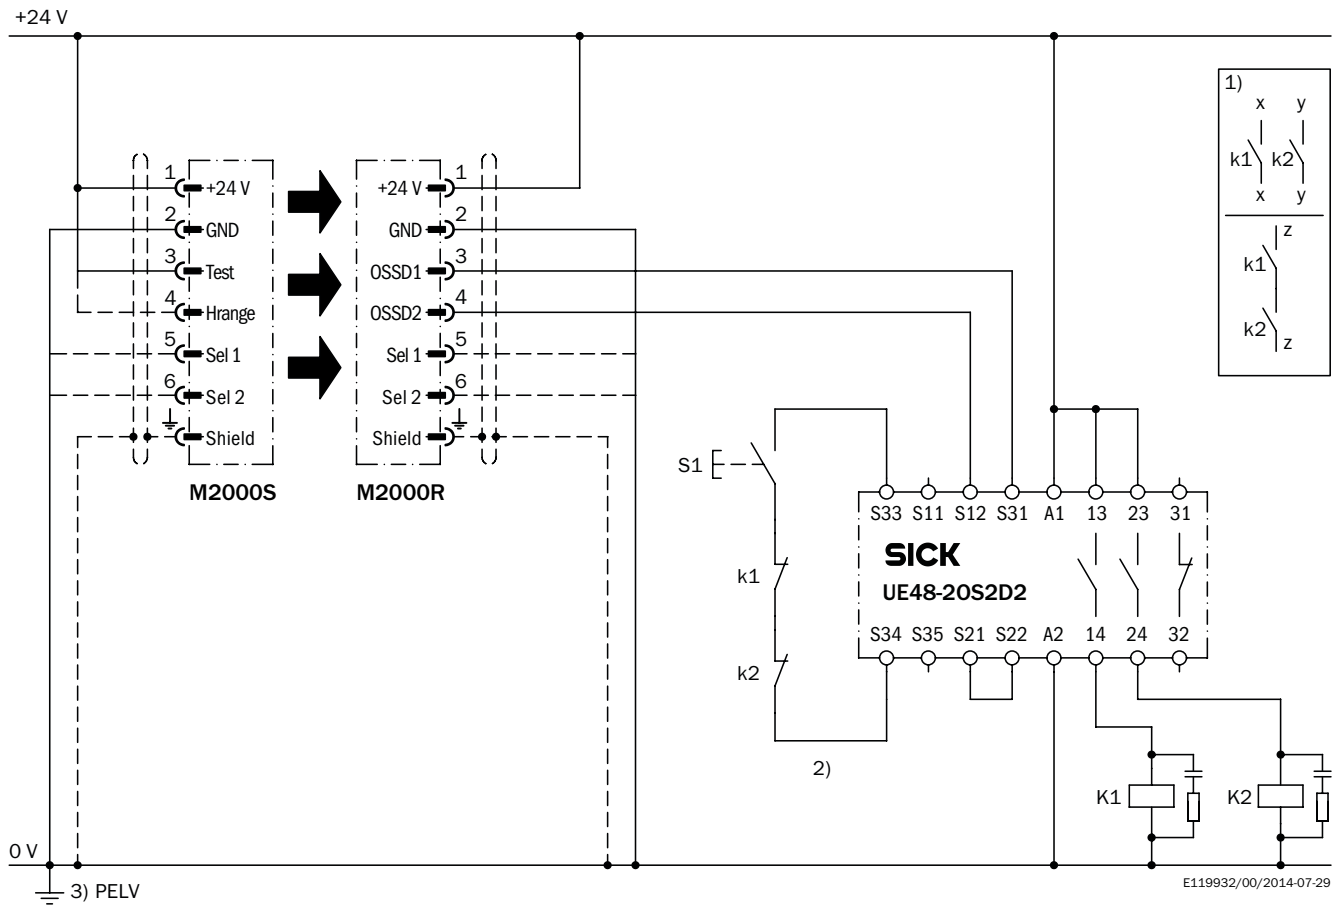 +24 V
1)
x y
k1 k2
x y
z
k1
k2
z
1 +24 V
2 GND
3 Test
4 Hrange
5 Sel 1
6 Sel 2
Shield
M2000S
+24 V 1
GND 2
OSSD1 3
OSSD2 4
Sel 1 5
Sel 2 6
Shield
M2000R
S1
k1
k2
2)
S33 S11 S12 S31 A1 13 23 31
SICK
UE48-2OS2D2
S34 S35 S21 S22 A2 14 24 32
K1 K2
0 V
3) PELV
E119932/00/2014-07-29